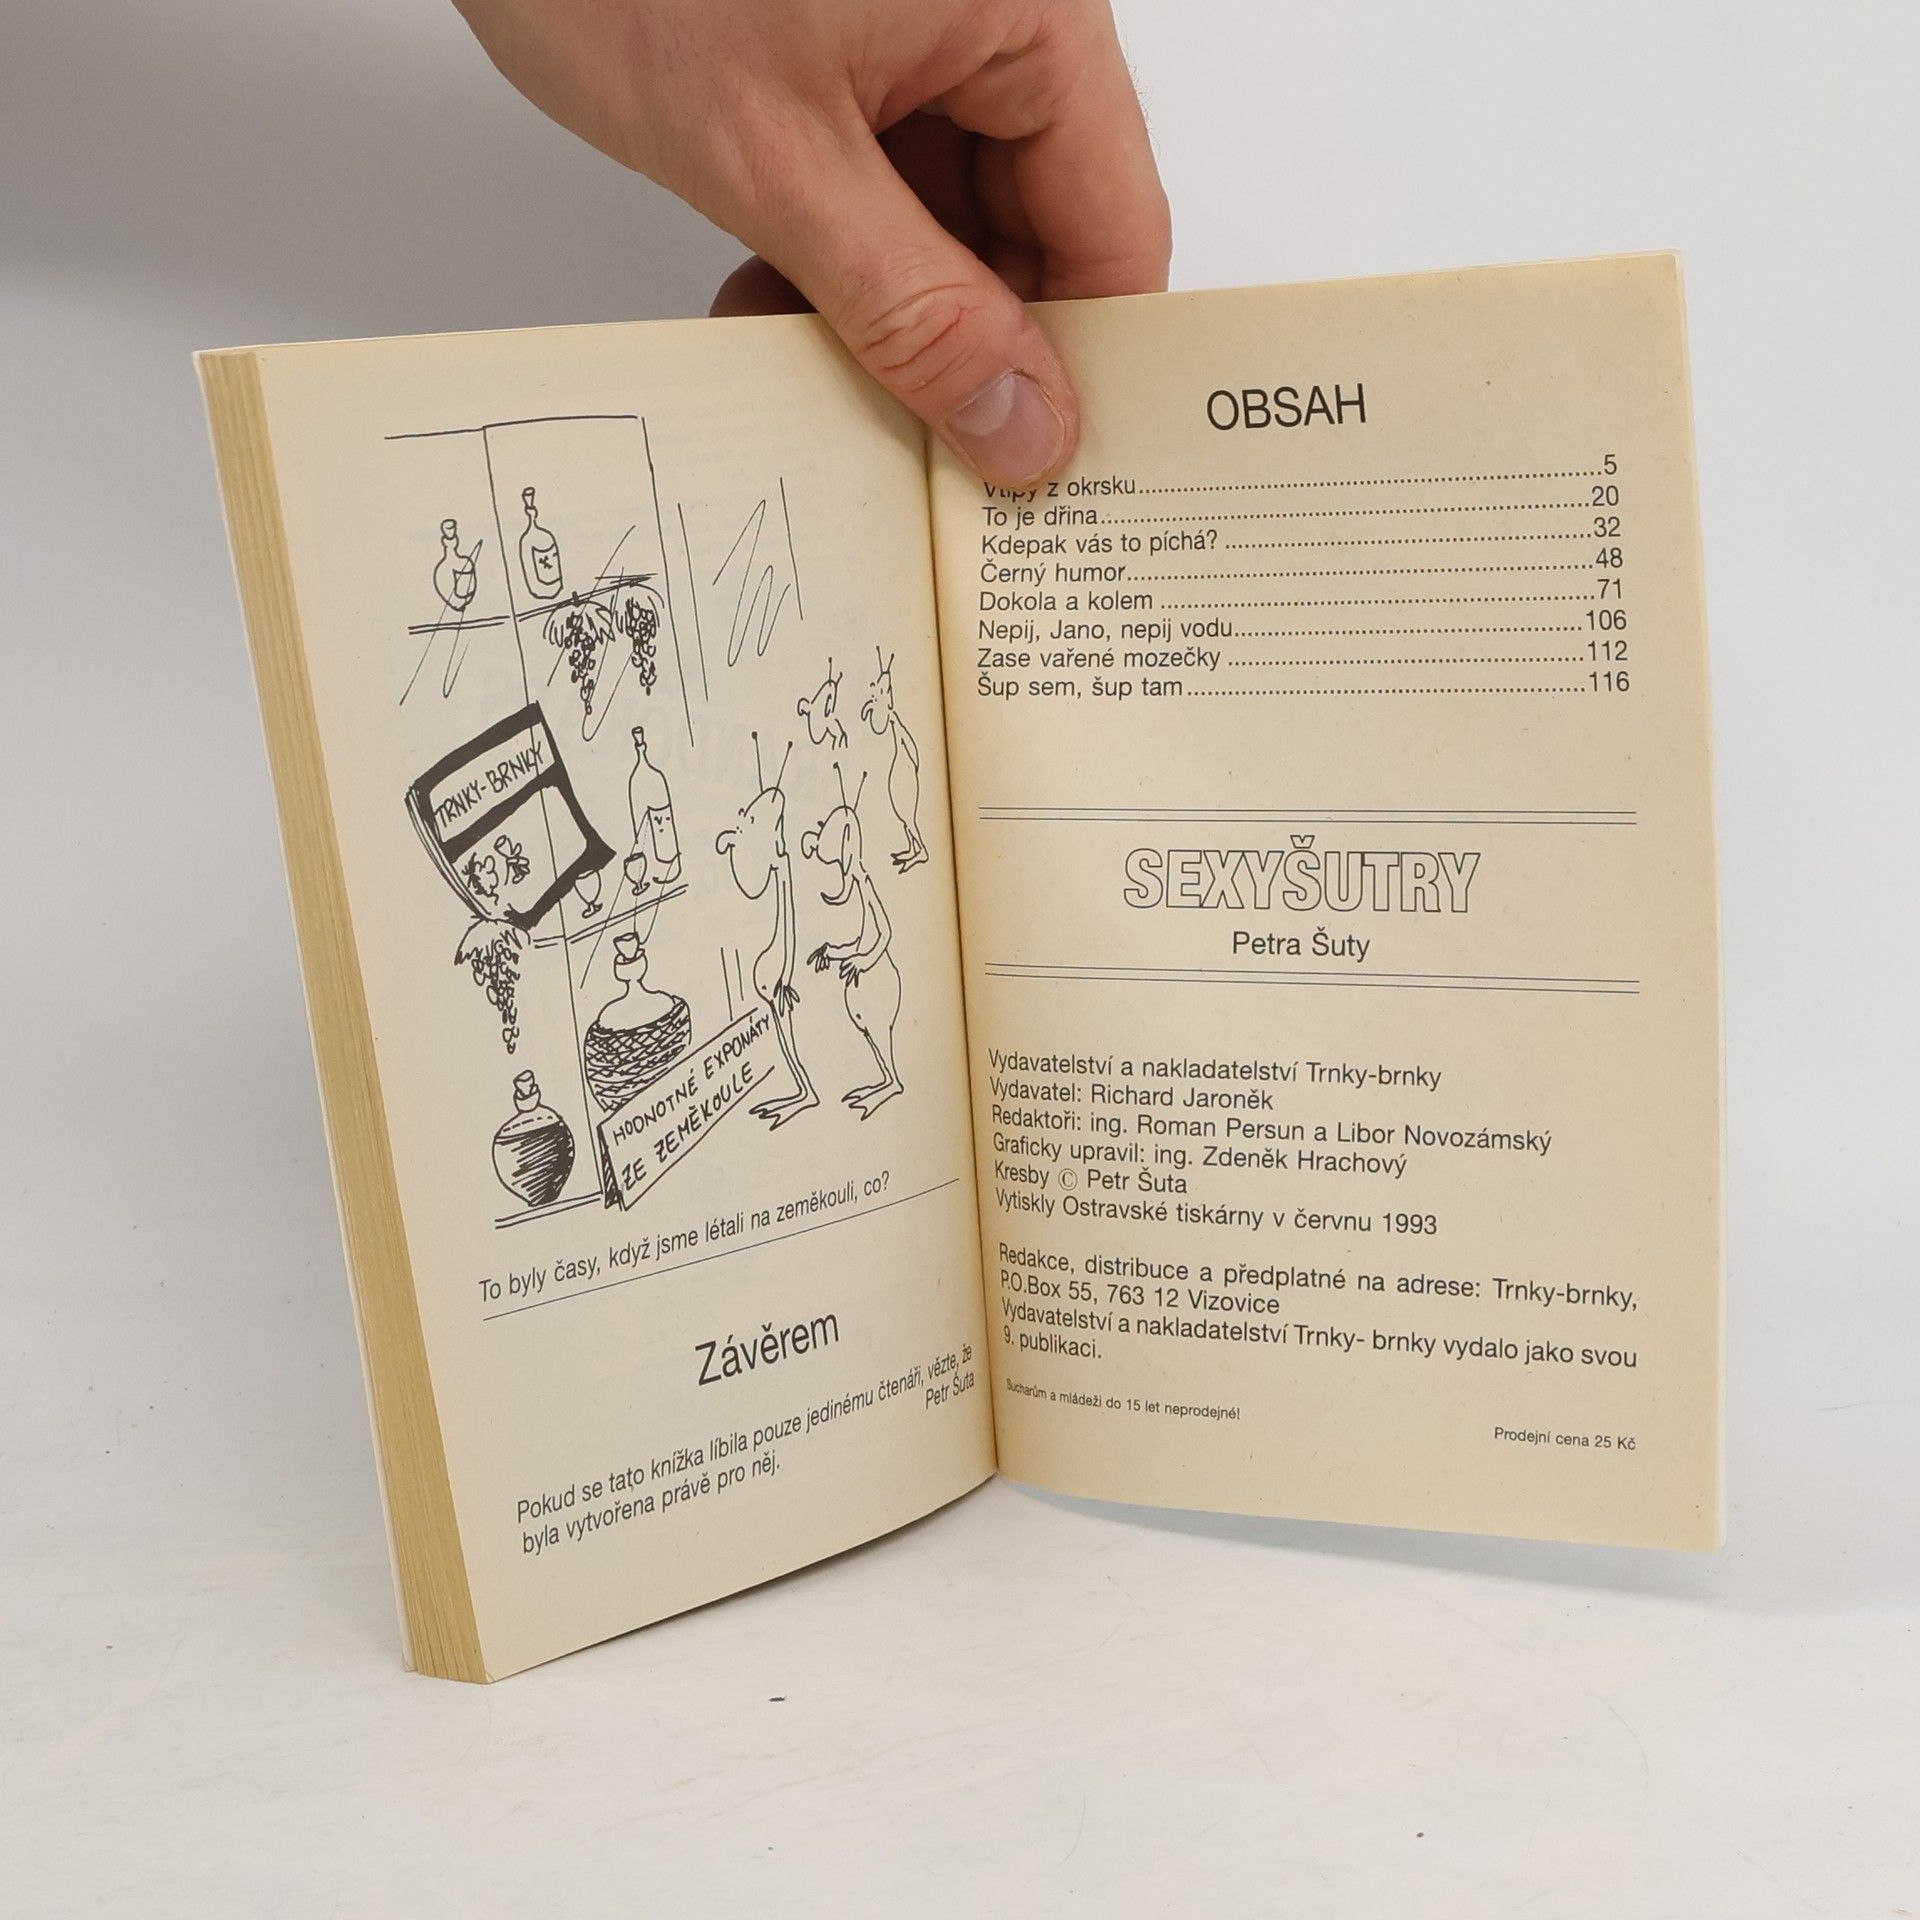 TRNKY-BRNKY
HODNOTNÉ EXPONÁTY
ZE ZEMĚKOULE
To byly časy, když jsme létali na zeměkouli, co?
Závěrem
Pokud se tato knížka líbila pouze jedinému čtenáři, vězte, že
byla vytvořena právě pro něj.
Petr Šuta
OBSAH
Vtipy z okrsku 5
To je dřina 20
Kdepak vás to píchá? 32
Černý humor 48
Dokola a kolem 71
Nepij, Jano, nepij vodu 106
Zase vařené mozečky 112
Šup sem, šup tam 116
SEXYŠUTRY
Petra Šuty
Vydavatelství a nakladatelství Trnky-brnky
Vydavatel: Richard Jaroněk
Redaktoři: ing. Roman Persun a Libor Novozámský
Graficky upravil: ing. Zdeněk Hrachový
Kresby © Petr Šuta
Vytiskly Ostravské tiskárny v červnu 1993
Redakce, distribuce a předplatné na adrese: Trnky-brnky,
P.O.Box 55, 763 12 Vizovice
Vydavatelství a nakladatelství Trnky- brnky vydalo jako svou
9. publikaci.
Sucharům a mládeži do 15 let neprodejné!
Prodejní cena 25 Kč